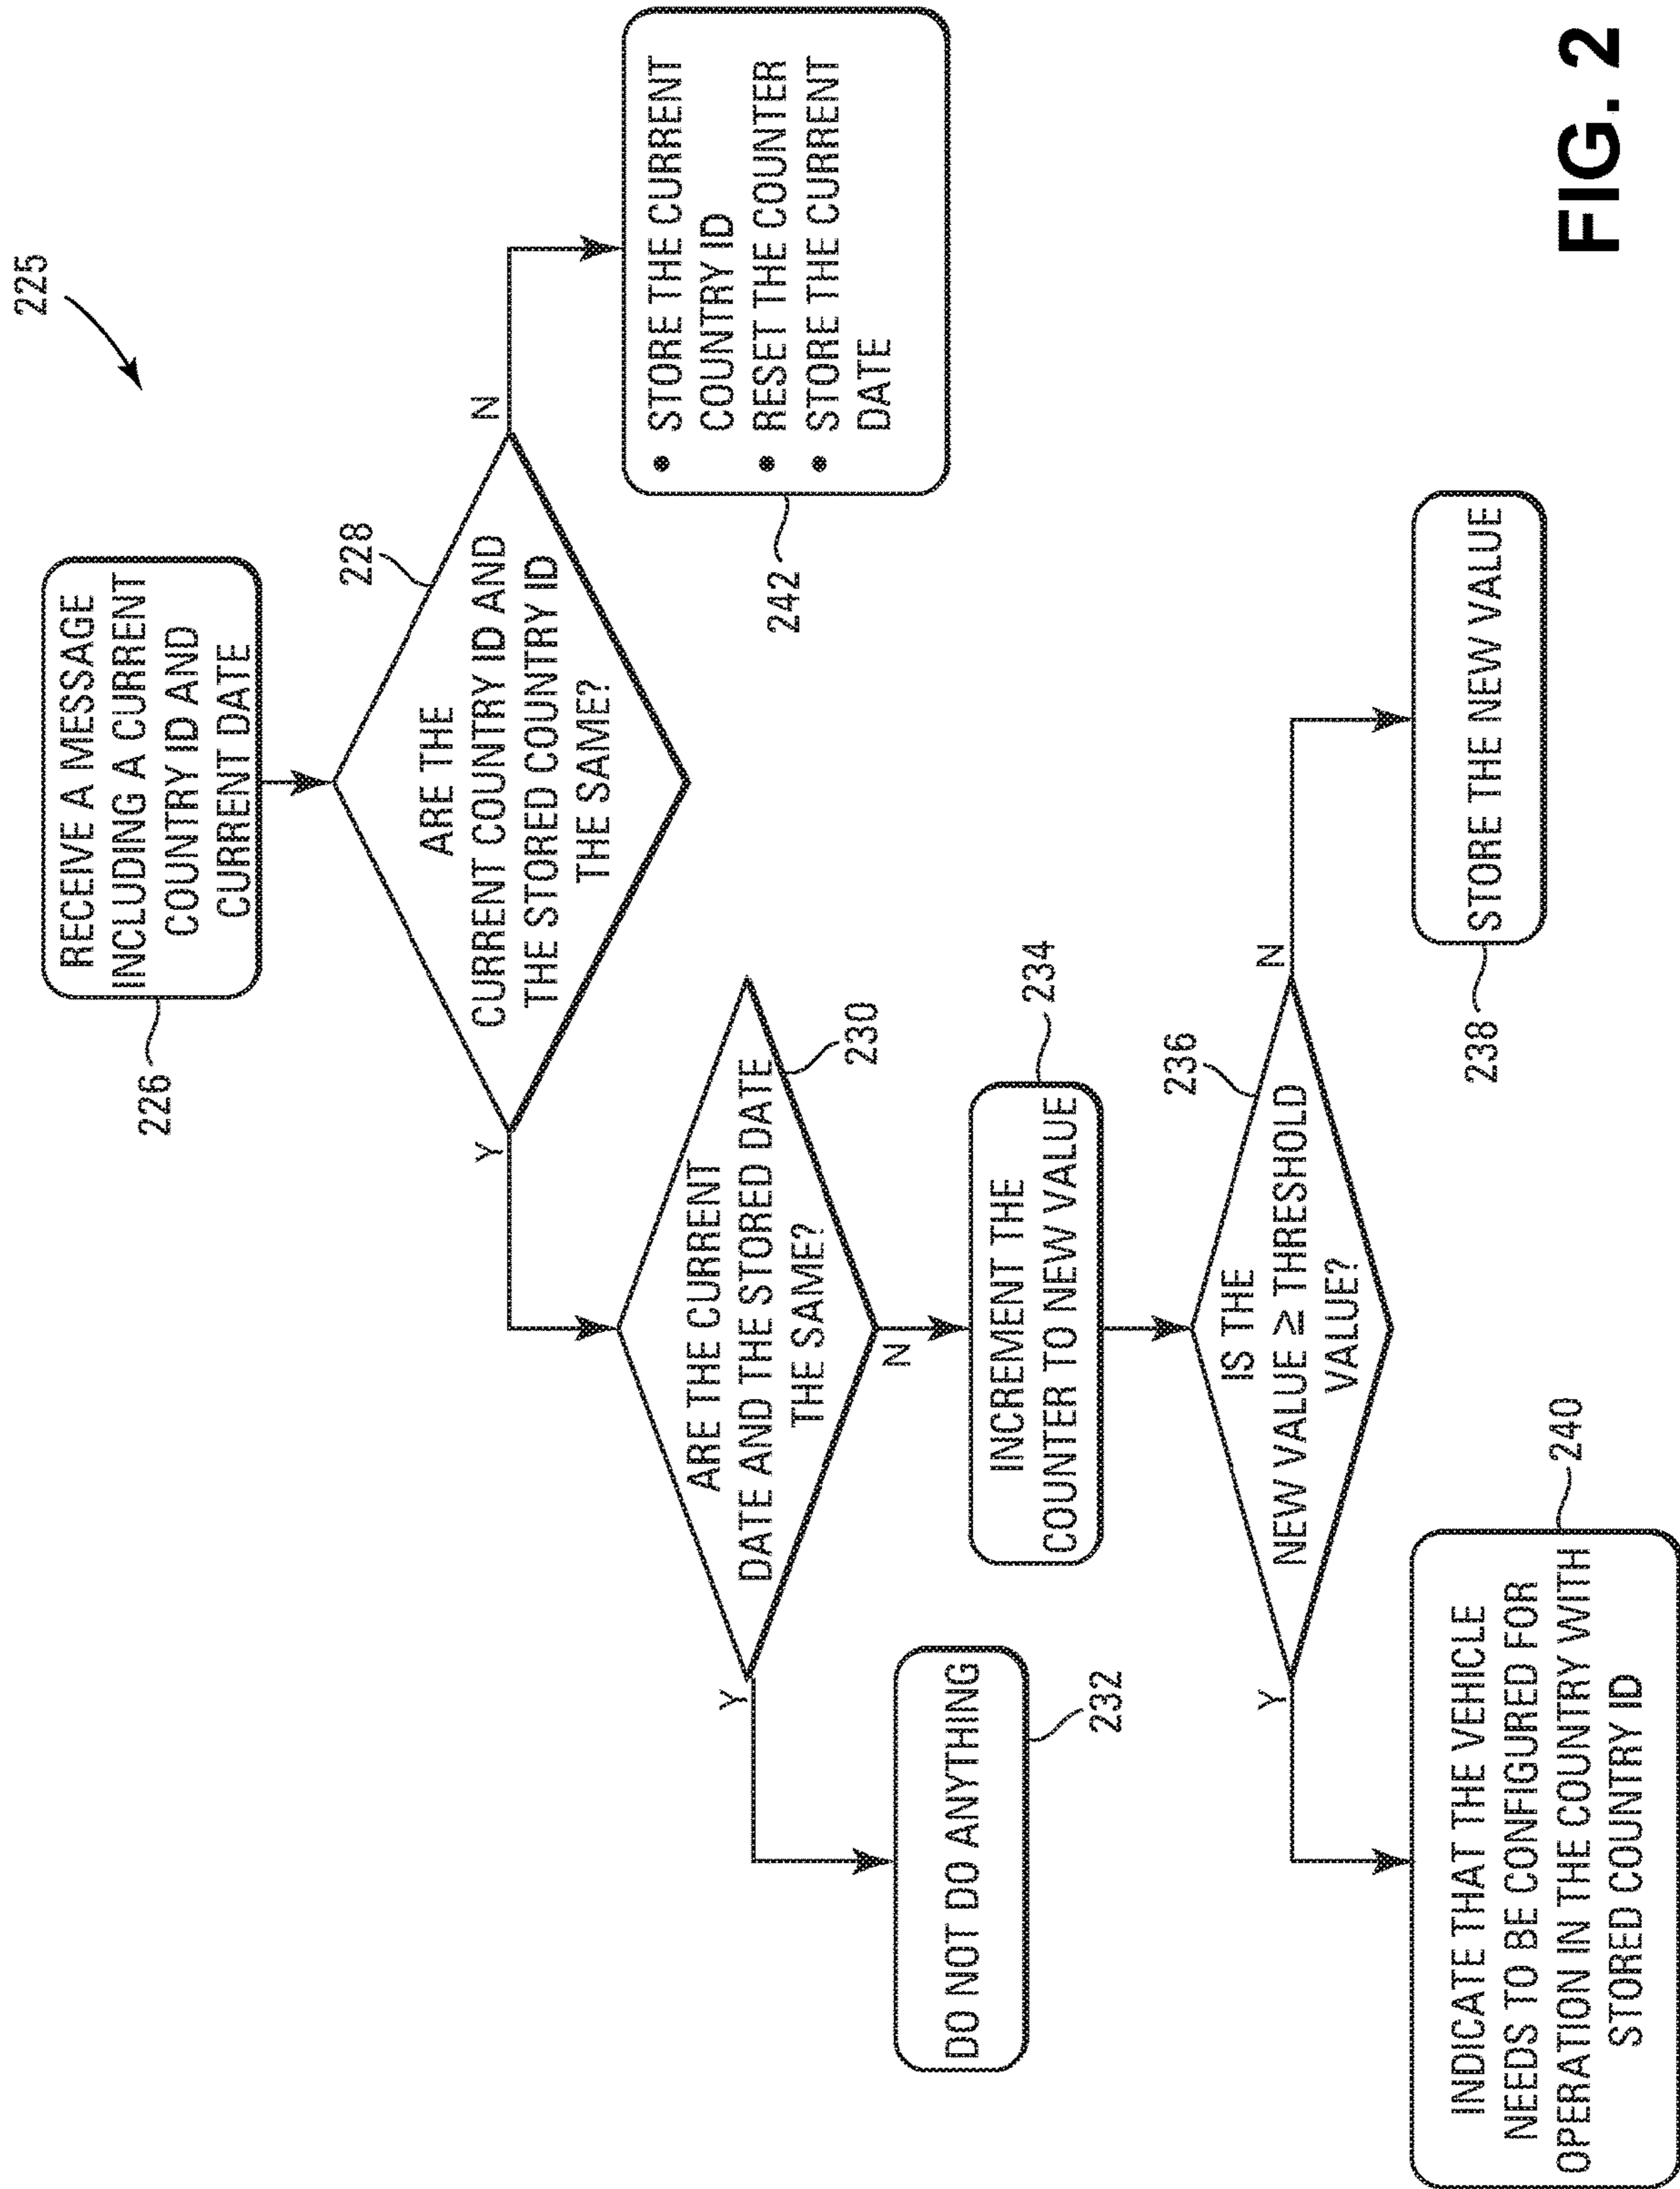 225
RECEIVE A MESSAGE
INCLUDING A CURRENT
COUNTRY ID AND
CURRENT DATE
226
228
ARE THE
CURRENT COUNTRY ID AND
THE STORED COUNTRY ID
THE SAME?
Y
N
• STORE THE CURRENT
COUNTRY ID
• RESET THE COUNTER
• STORE THE CURRENT
DATE
242
ARE THE CURRENT
DATE AND THE STORED DATE
THE SAME?
230
Y
N
DO NOT DO ANYTHING
232
INCREMENT THE
COUNTER TO NEW VALUE
234
236
IS THE
NEW VALUE ≥ THRESHOLD
VALUE?
Y
N
INDICATE THAT THE VEHICLE
NEEDS TO BE CONFIGURED FOR
OPERATION IN THE COUNTRY WITH
STORED COUNTRY ID
240
STORE THE NEW VALUE
238
FIG. 2